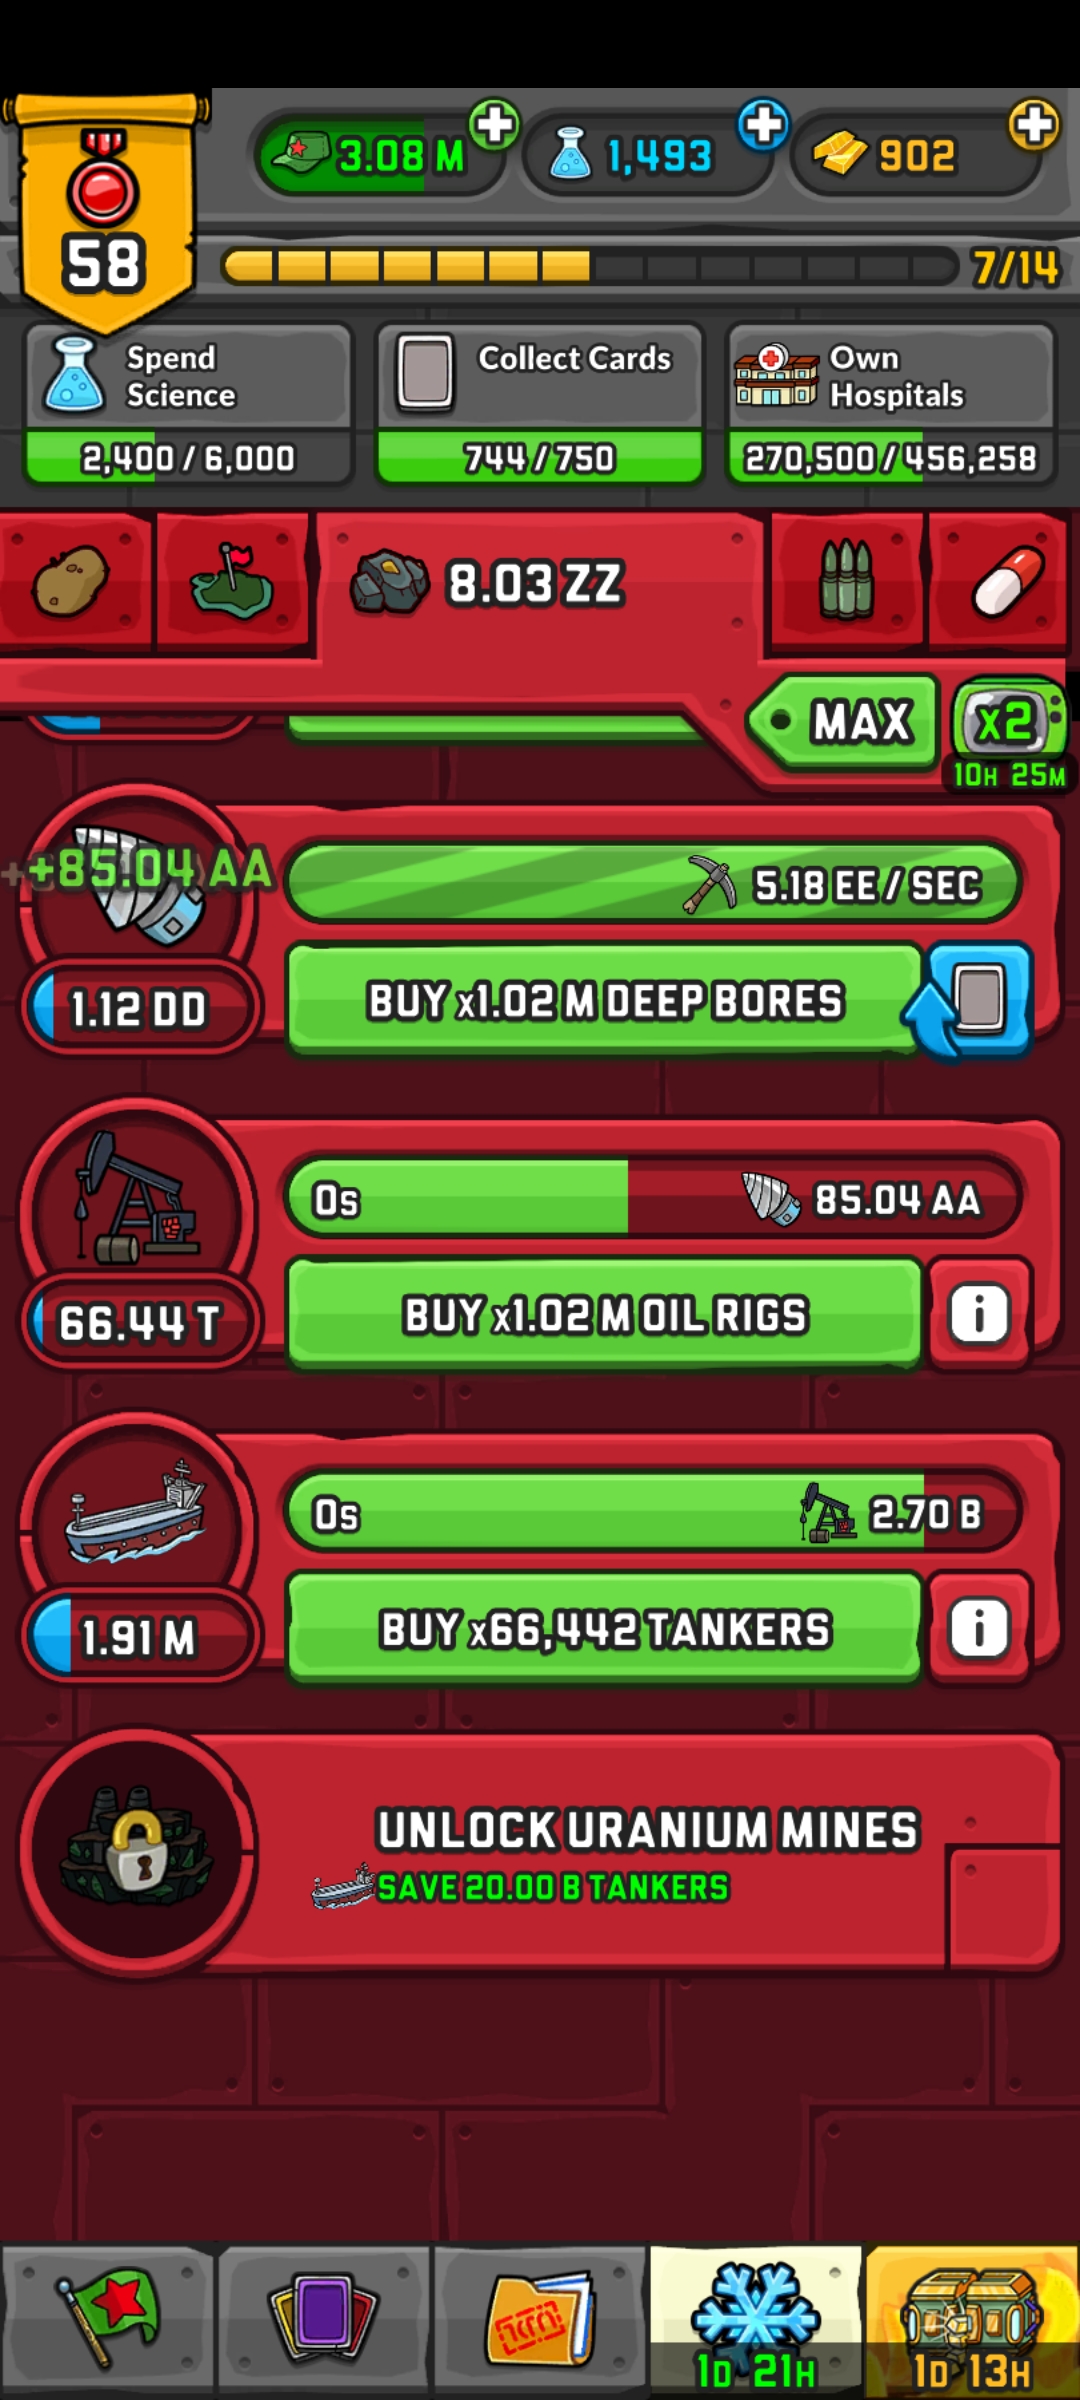 58
3.08 M
1,493
902
7/14
Spend
Science
2,400 / 6,000
Collect Cards
744 / 750
Own
Hospitals
270,500 / 456,258
8.03 ZZ
MAX
x2
10H 25M
+85.04 AA
5.18 EE / SEC
1.12 DD
BUY x1.02 M DEEP BORES
0s
85.04 AA
66.44 T
BUY x1.02 M OIL RIGS
i
0s
2.70 B
1.91 M
BUY x66,442 TANKERS
i
UNLOCK URANIUM MINES
SAVE 20.00 B TANKERS
1D 21H
1D 13H